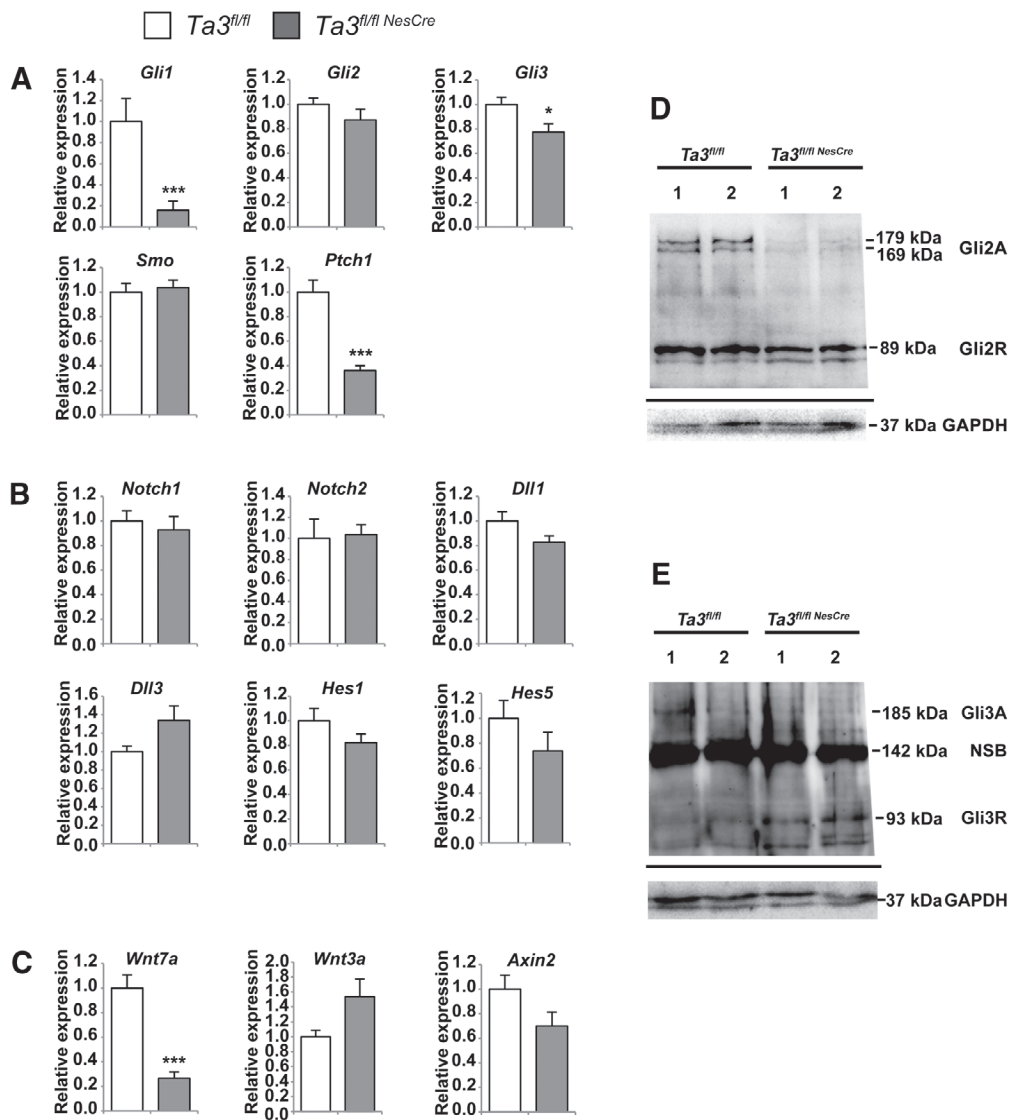 Ta3fl/fl Ta3fl/fl NesCre
A
Gli1
Relative expression
1.4
1.2
1.0
0.8
0.6
0.4
0.2
0.0
***
Gli2
Relative expression
1.2
1.0
0.8
0.6
0.4
0.2
0.0
Gli3
Relative expression
1.2
1.0
0.8
0.6
0.4
0.2
0.0
*
Smo
Relative expression
1.2
1.0
0.8
0.6
0.4
0.2
0.0
Ptch1
Relative expression
1.2
1.0
0.8
0.6
0.4
0.2
0.0
***
B
Notch1
Relative expression
1.2
1.0
0.8
0.6
0.4
0.2
0.0
Notch2
Relative expression
1.4
1.2
1.0
0.8
0.6
0.4
0.2
0.0
Dll1
Relative expression
1.2
1.0
0.8
0.6
0.4
0.2
0.0
Dll3
Relative expression
1.6
1.4
1.2
1.0
0.8
0.6
0.4
0.2
0.0
Hes1
Relative expression
1.2
1.0
0.8
0.6
0.4
0.2
0.0
Hes5
Relative expression
1.2
1.0
0.8
0.6
0.4
0.2
0.0
C
Wnt7a
Relative expression
1.2
1.0
0.8
0.6
0.4
0.2
0.0
***
Wnt3a
Relative expression
2.0
1.8
1.6
1.4
1.2
1.0
0.8
0.6
0.4
0.2
0.0
Axin2
Relative expression
1.2
1.0
0.8
0.6
0.4
0.2
0.0
D
Ta3fl/fl Ta3fl/fl NesCre
1 2 1 2
179 kDa
169 kDa
Gli2A
89 kDa Gli2R
37 kDa GAPDH
E
Ta3fl/fl Ta3fl/fl NesCre
1 2 1 2
185 kDa Gli3A
142 kDa NSB
93 kDa Gli3R
37 kDa GAPDH